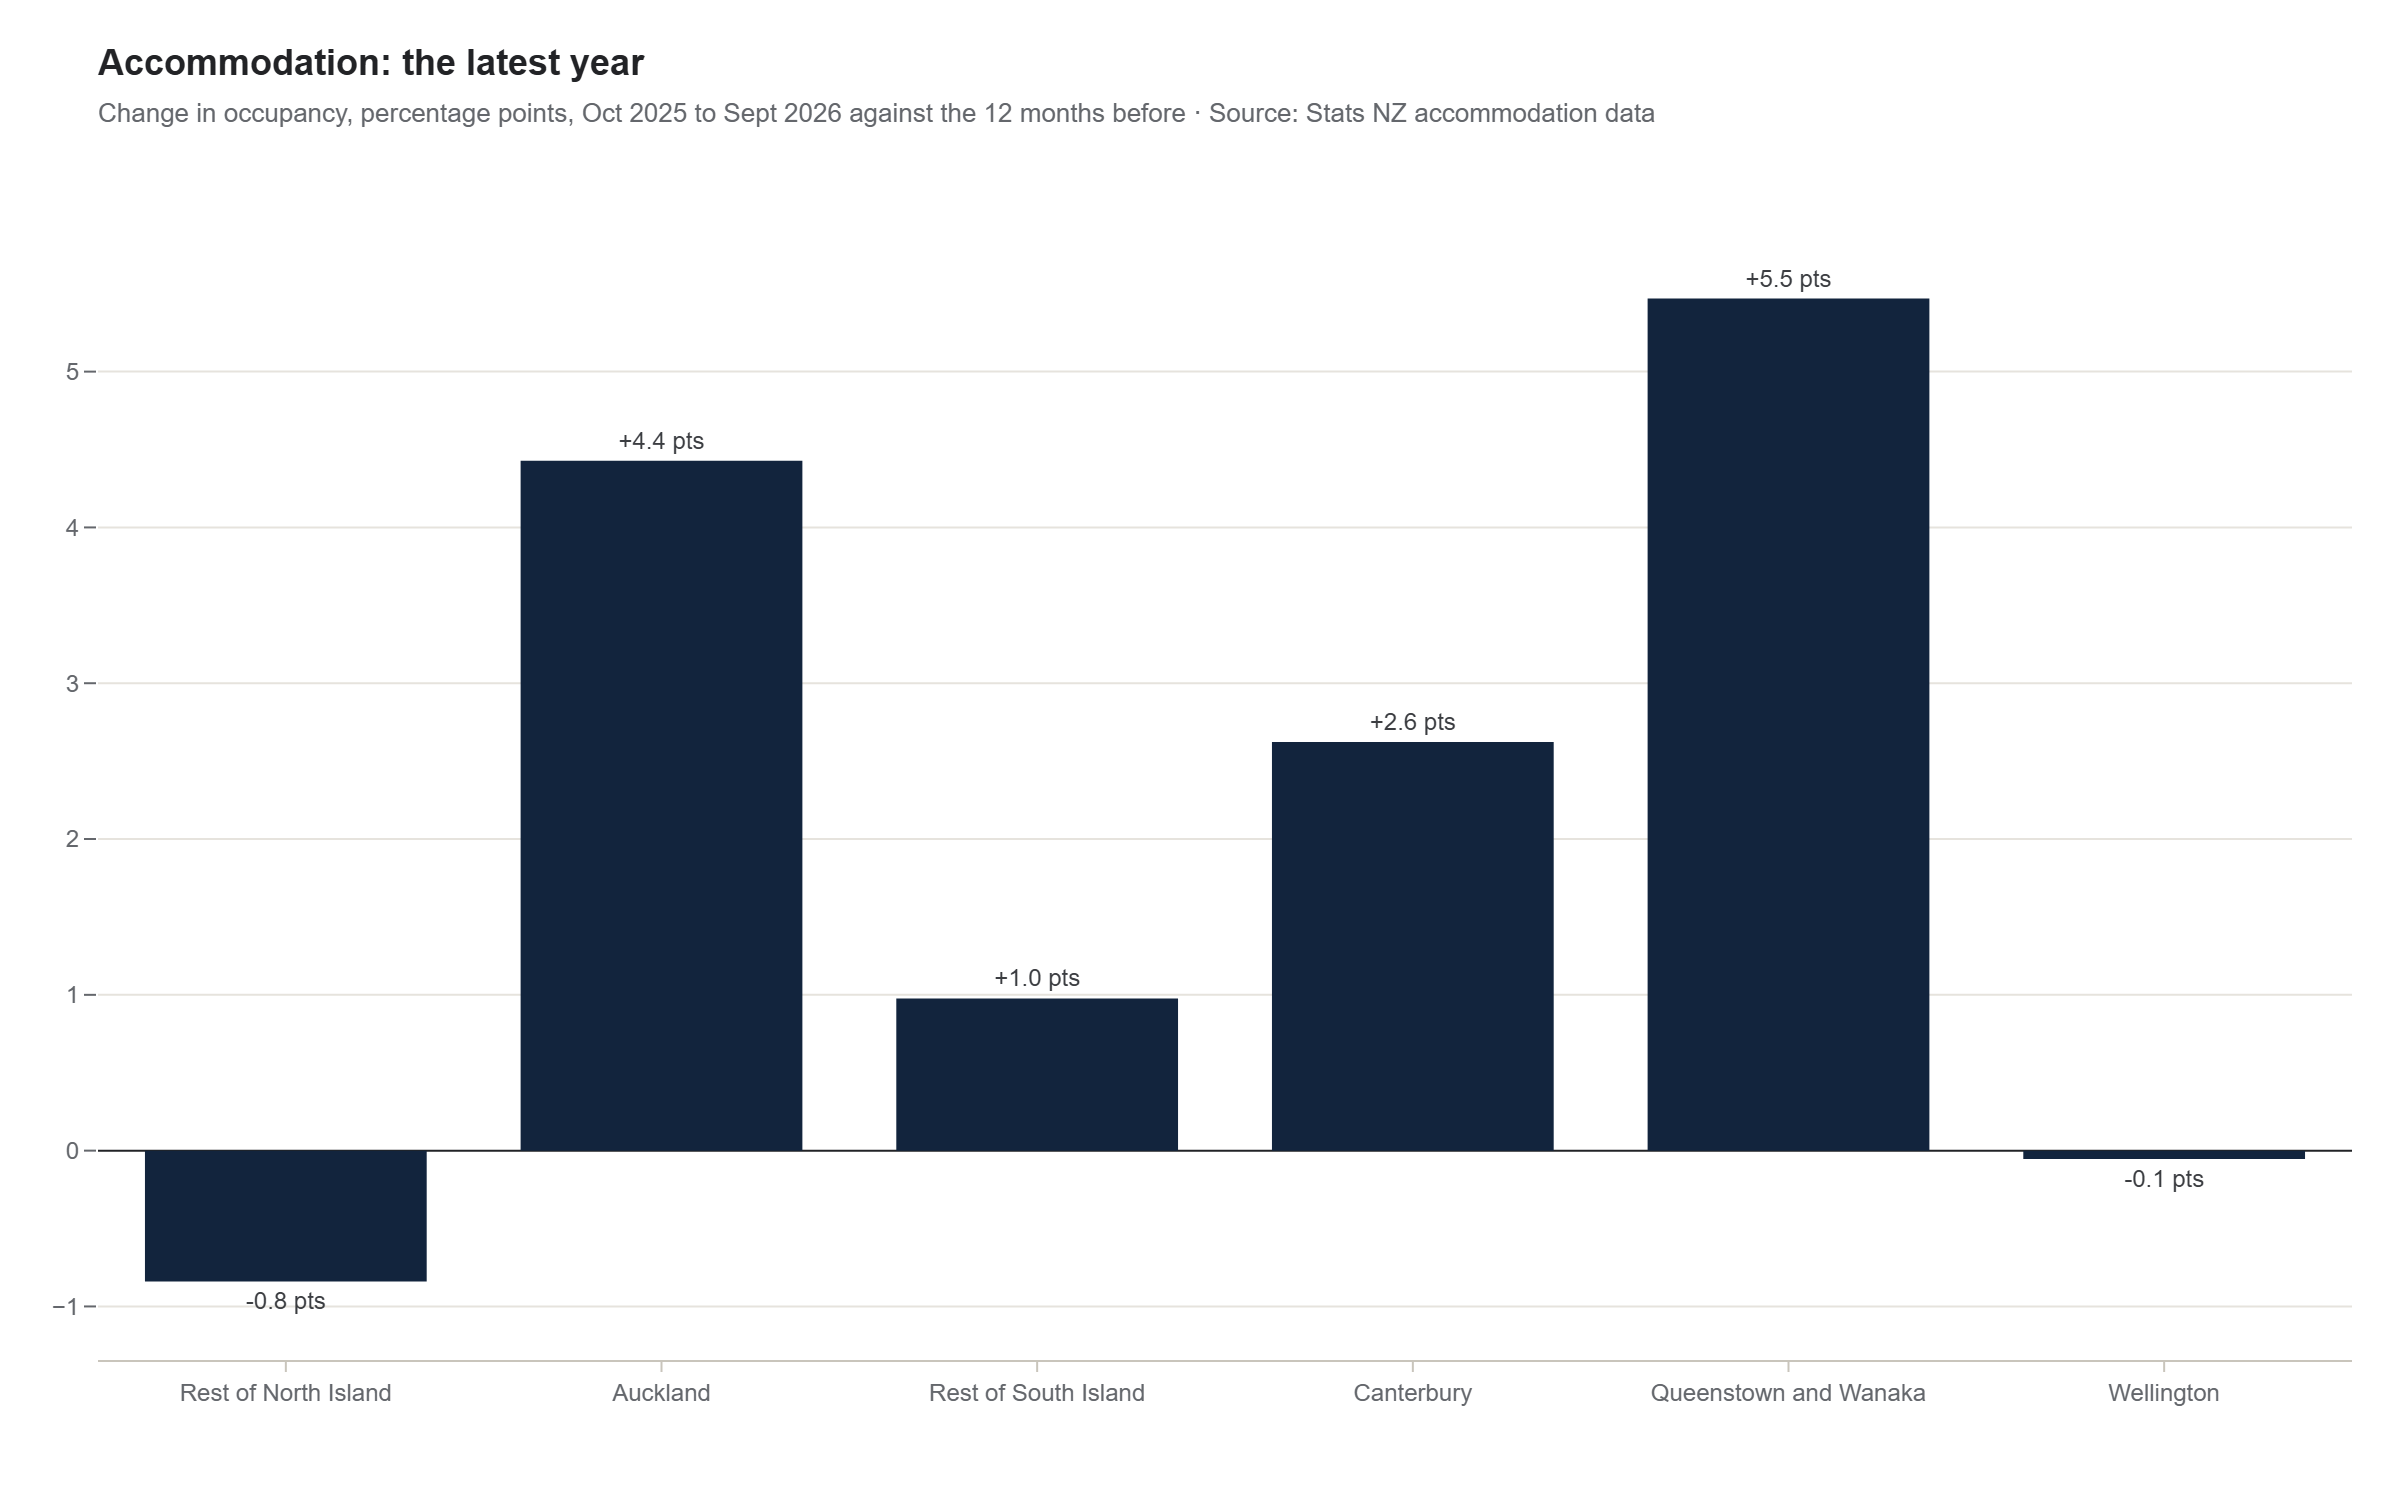 Accommodation: the latest year
Change in occupancy, percentage points, Oct 2025 to Sept 2026 against the 12 months before · Source: Stats NZ accommodation data
+5.5 pts
5
+4.4 pts
4
3
+2.6 pts
2
+1.0 pts
1
0
-0.1 pts
-0.8 pts
−1
Rest of North Island
Auckland
Rest of South Island
Canterbury
Queenstown and Wanaka
Wellington